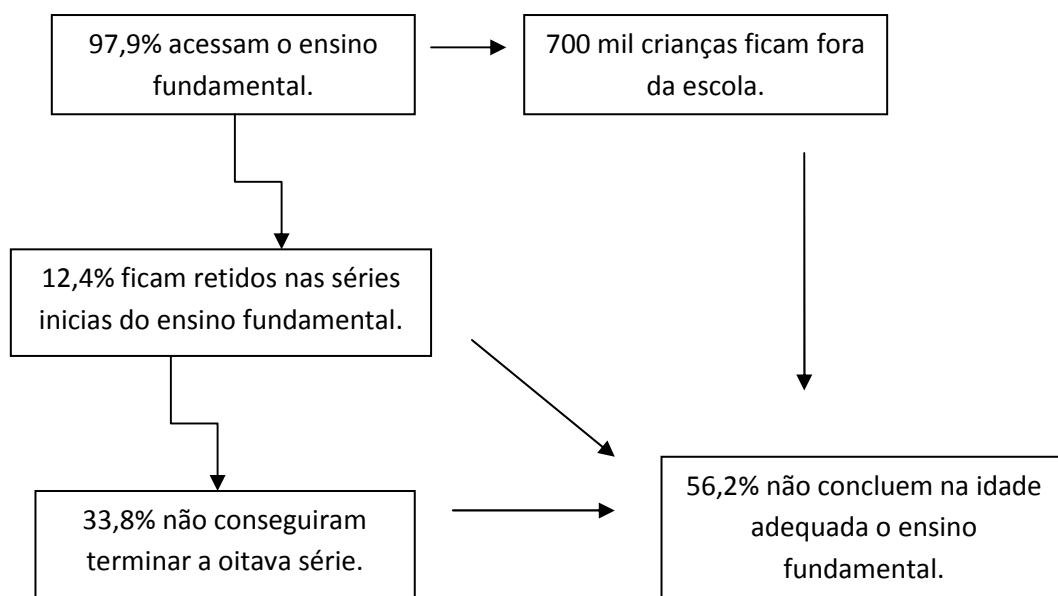 97,9% acessam o ensino
fundamental.
700 mil crianças ficam fora
da escola.
12,4% ficam retidos nas séries
inicias do ensino fundamental.
33,8% não conseguiram
terminar a oitava série.
56,2% não concluem na idade
adequada o ensino
fundamental.